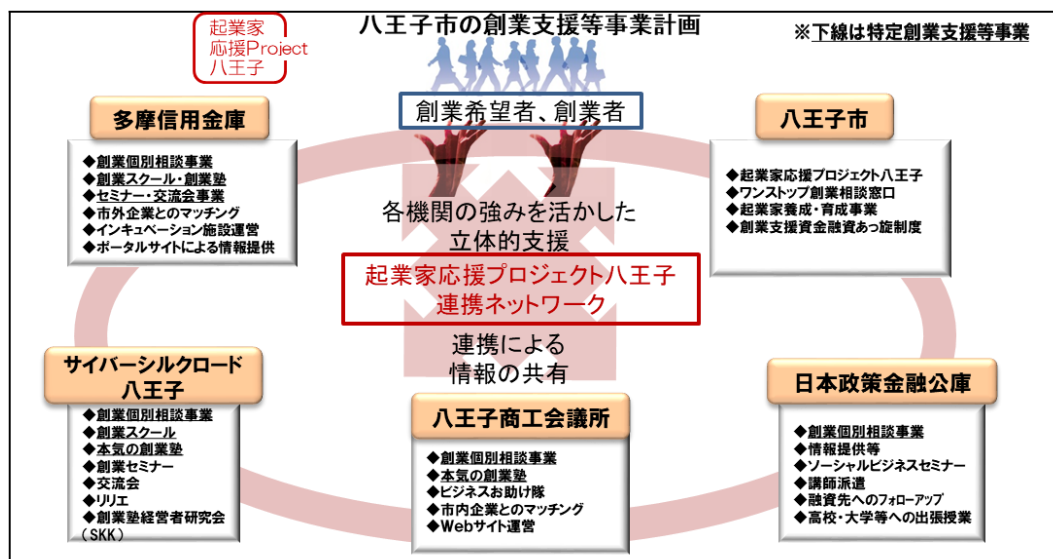 起業家
応援Project
八王子
八王子市の創業支援等事業計画
※下線は特定創業支援等事業
創業希望者、創業者
多摩信用金庫
◆創業個別相談事業
◆創業スクール・創業塾
◆セミナー・交流会事業
◆市外企業とのマッチング
◆インキュベーション施設運営
◆ポータルサイトによる情報提供
八王子市
◆起業家応援プロジェクト八王子
◆ワンストップ創業相談窓口
◆起業家養成・育成事業
◆創業支援資金融資あっ旋制度
各機関の強みを活かした
立体的支援
起業家応援プロジェクト八王子
連携ネットワーク
連携による
情報の共有
サイバーシルクロード
八王子
◆創業個別相談事業
◆創業スクール
◆本気の創業塾
◆創業セミナー
◆交流会
◆リリエ
◆創業塾経営者研究会
(SKK)
八王子商工会議所
◆創業個別相談事業
◆本気の創業塾
◆ビジネスお助け隊
◆市内企業とのマッチング
◆Webサイト運営
日本政策金融公庫
◆創業個別相談事業
◆情報提供等
◆ソーシャルビジネスセミナー
◆講師派遣
◆融資先へのフォローアップ
◆高校・大学等への出張授業